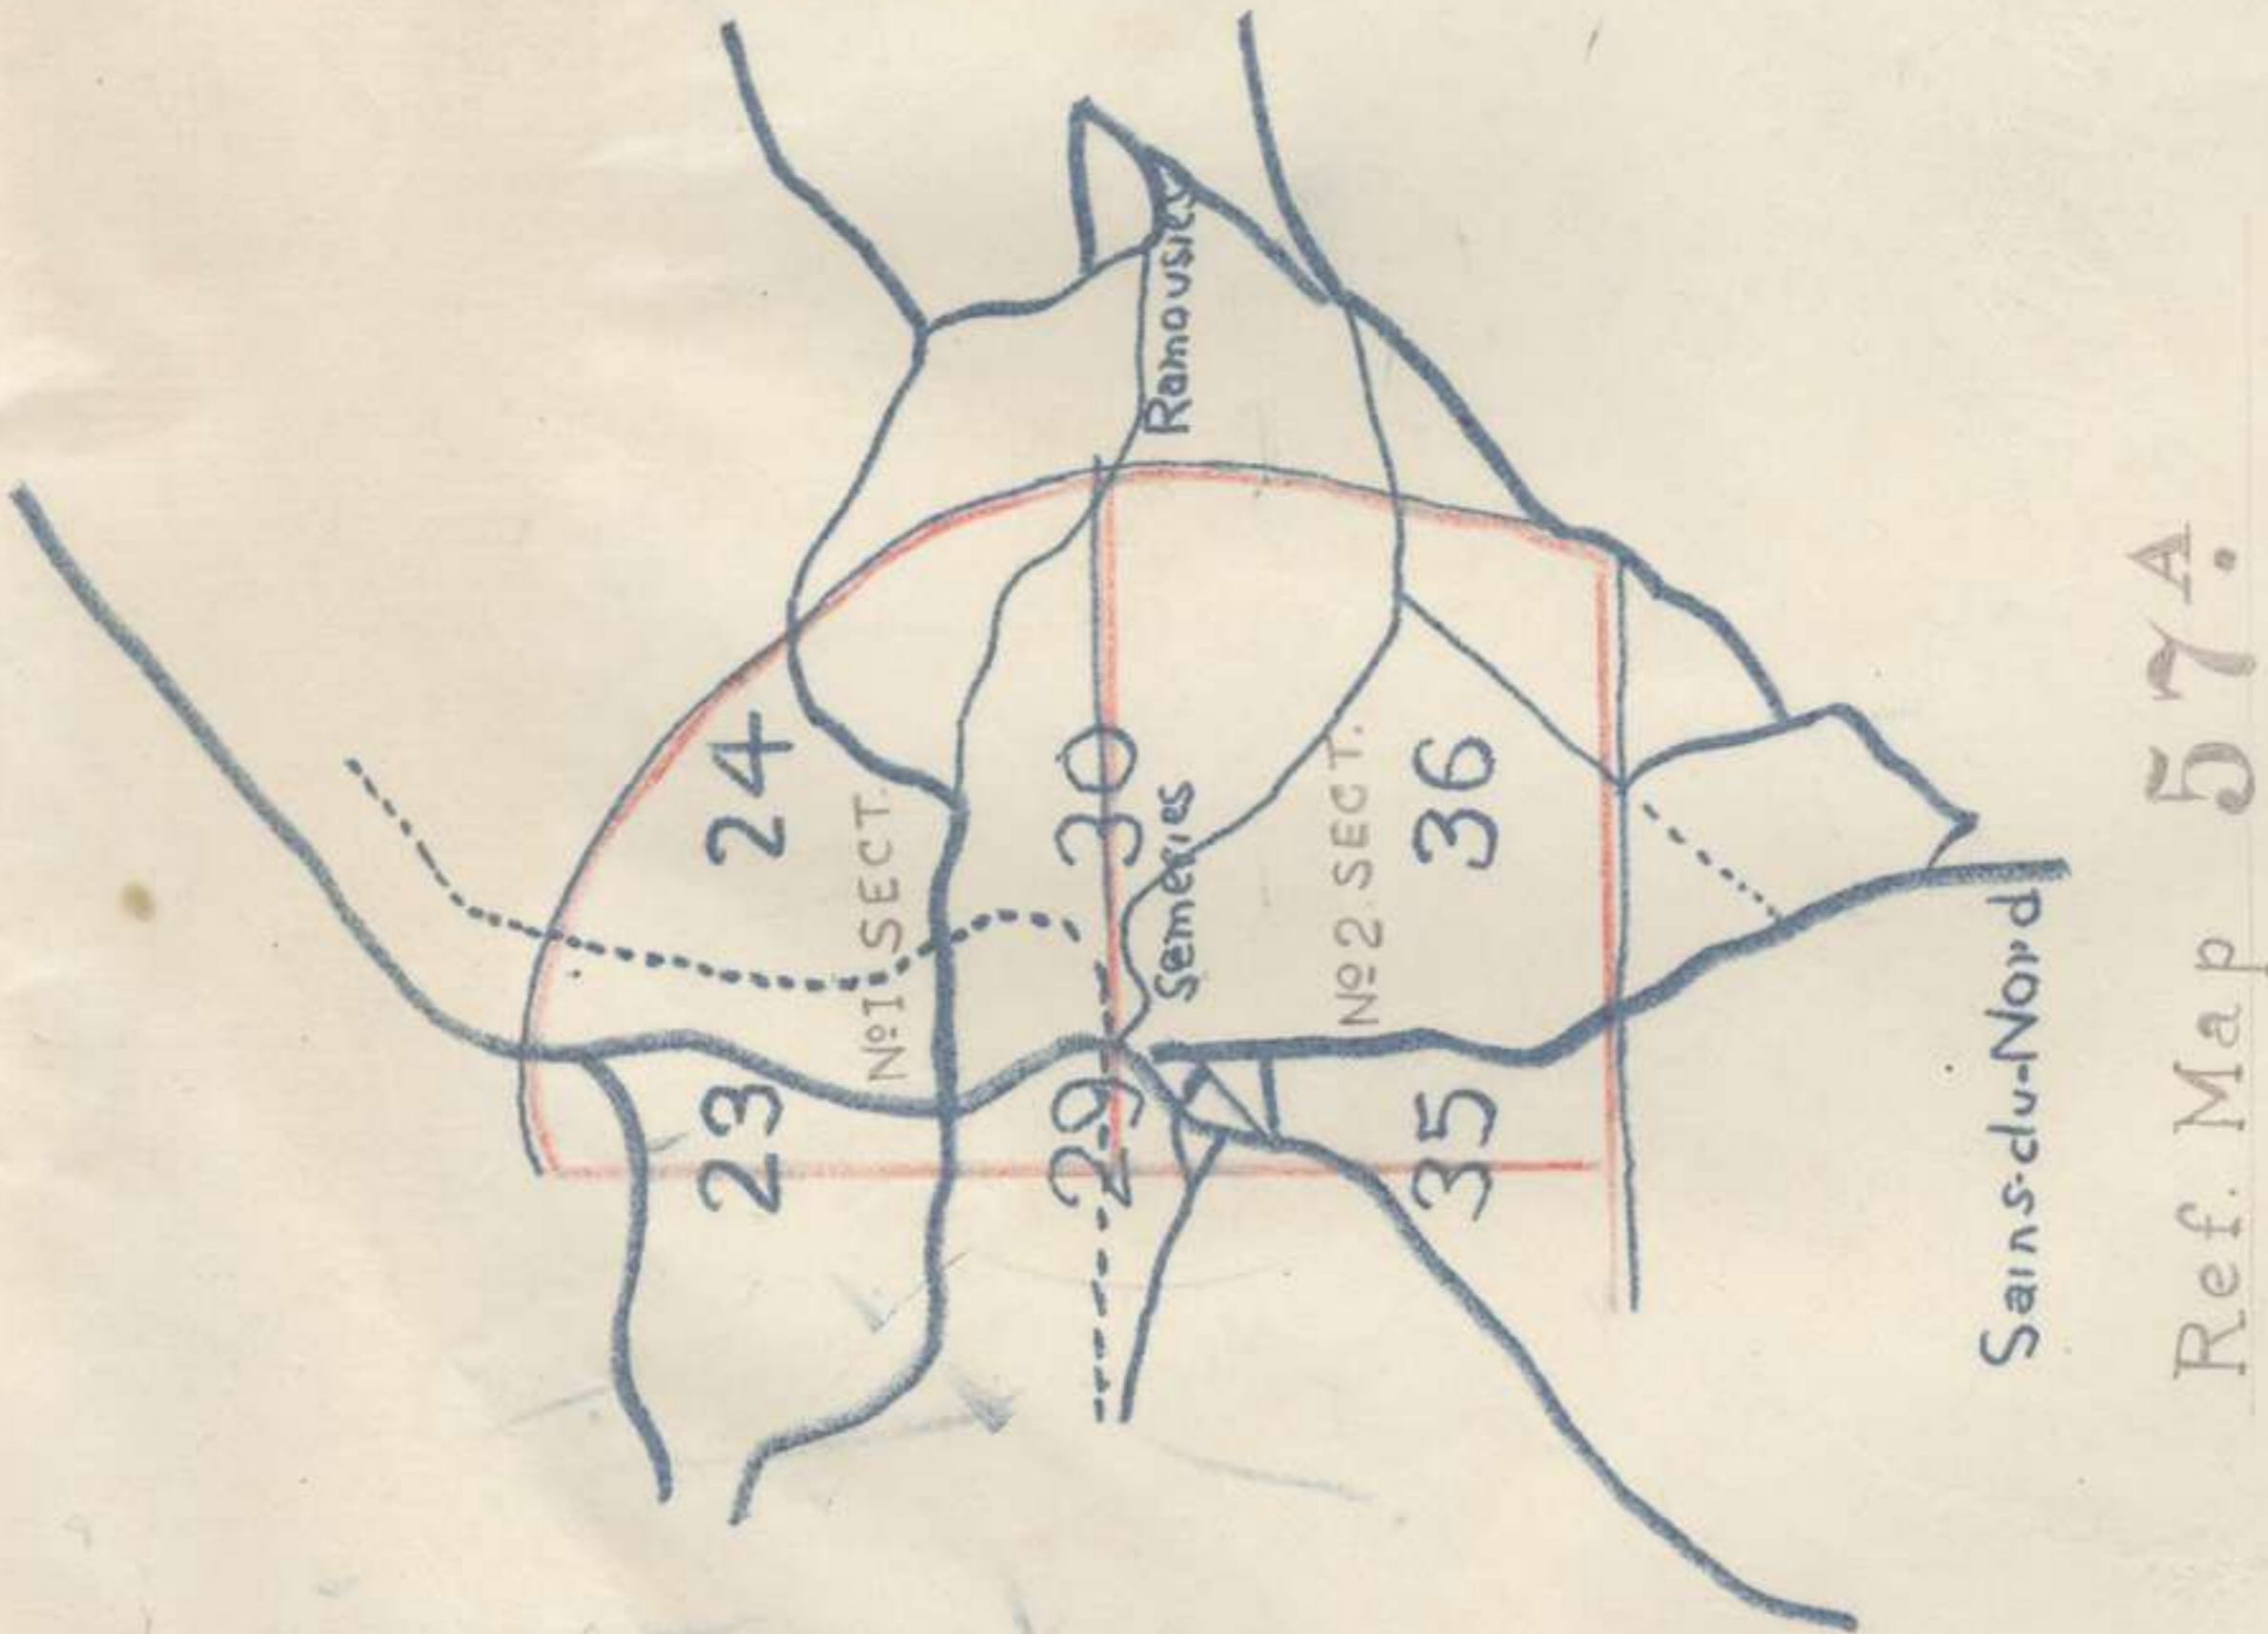 23
24
Nº1 SECT.
29
30
Semeries
Ramousies
Nº2. SECT.
35
36
Sains-du-Nord
Ref. Map 57A.